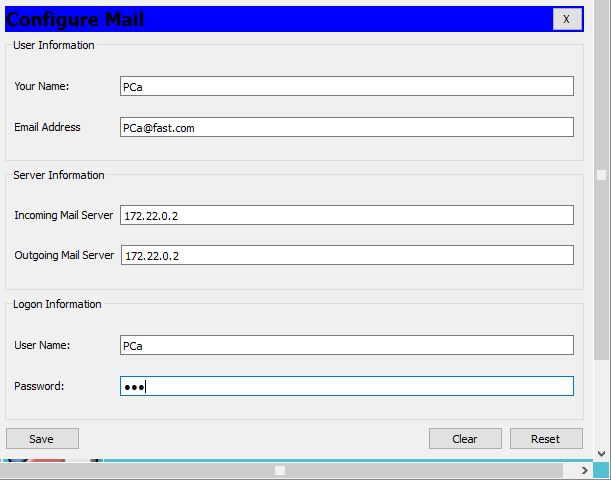 Configure Mail X
User Information
Your Name: PCa
Email Address PCa@fast.com
Server Information
Incoming Mail Server 172.22.0.2
Outgoing Mail Server 172.22.0.2
Logon Information
User Name: PCa
Password: ●●●
Save Clear Reset